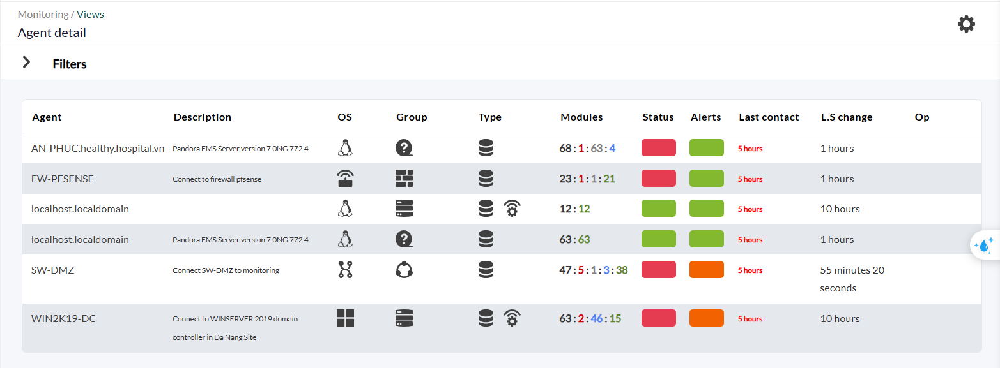 Monitoring / Views
Agent detail
Filters
Agent Description OS Group Type Modules Status Alerts Last contact L.S change Op
AN-PHUC.healthy.hospital.vn Pandora FMS Server version 7.0NG.772.4 68 : 1 : 63 : 4 5 hours 1 hours
FW-PFSENSE Connect to firewall pfsense 23 : 1 : 1 : 21 5 hours 1 hours
localhost.localdomain 12 : 12 5 hours 10 hours
localhost.localdomain Pandora FMS Server version 7.0NG.772.4 63 : 63 5 hours 1 hours
SW-DMZ Connect SW-DMZ to monitoring 47 : 5 : 1 : 3 : 38 5 hours 55 minutes 20
seconds
WIN2K19-DC Connect to WINSERVER 2019 domain 63 : 2 : 46 : 15 5 hours 10 hours
controller in Da Nang Site